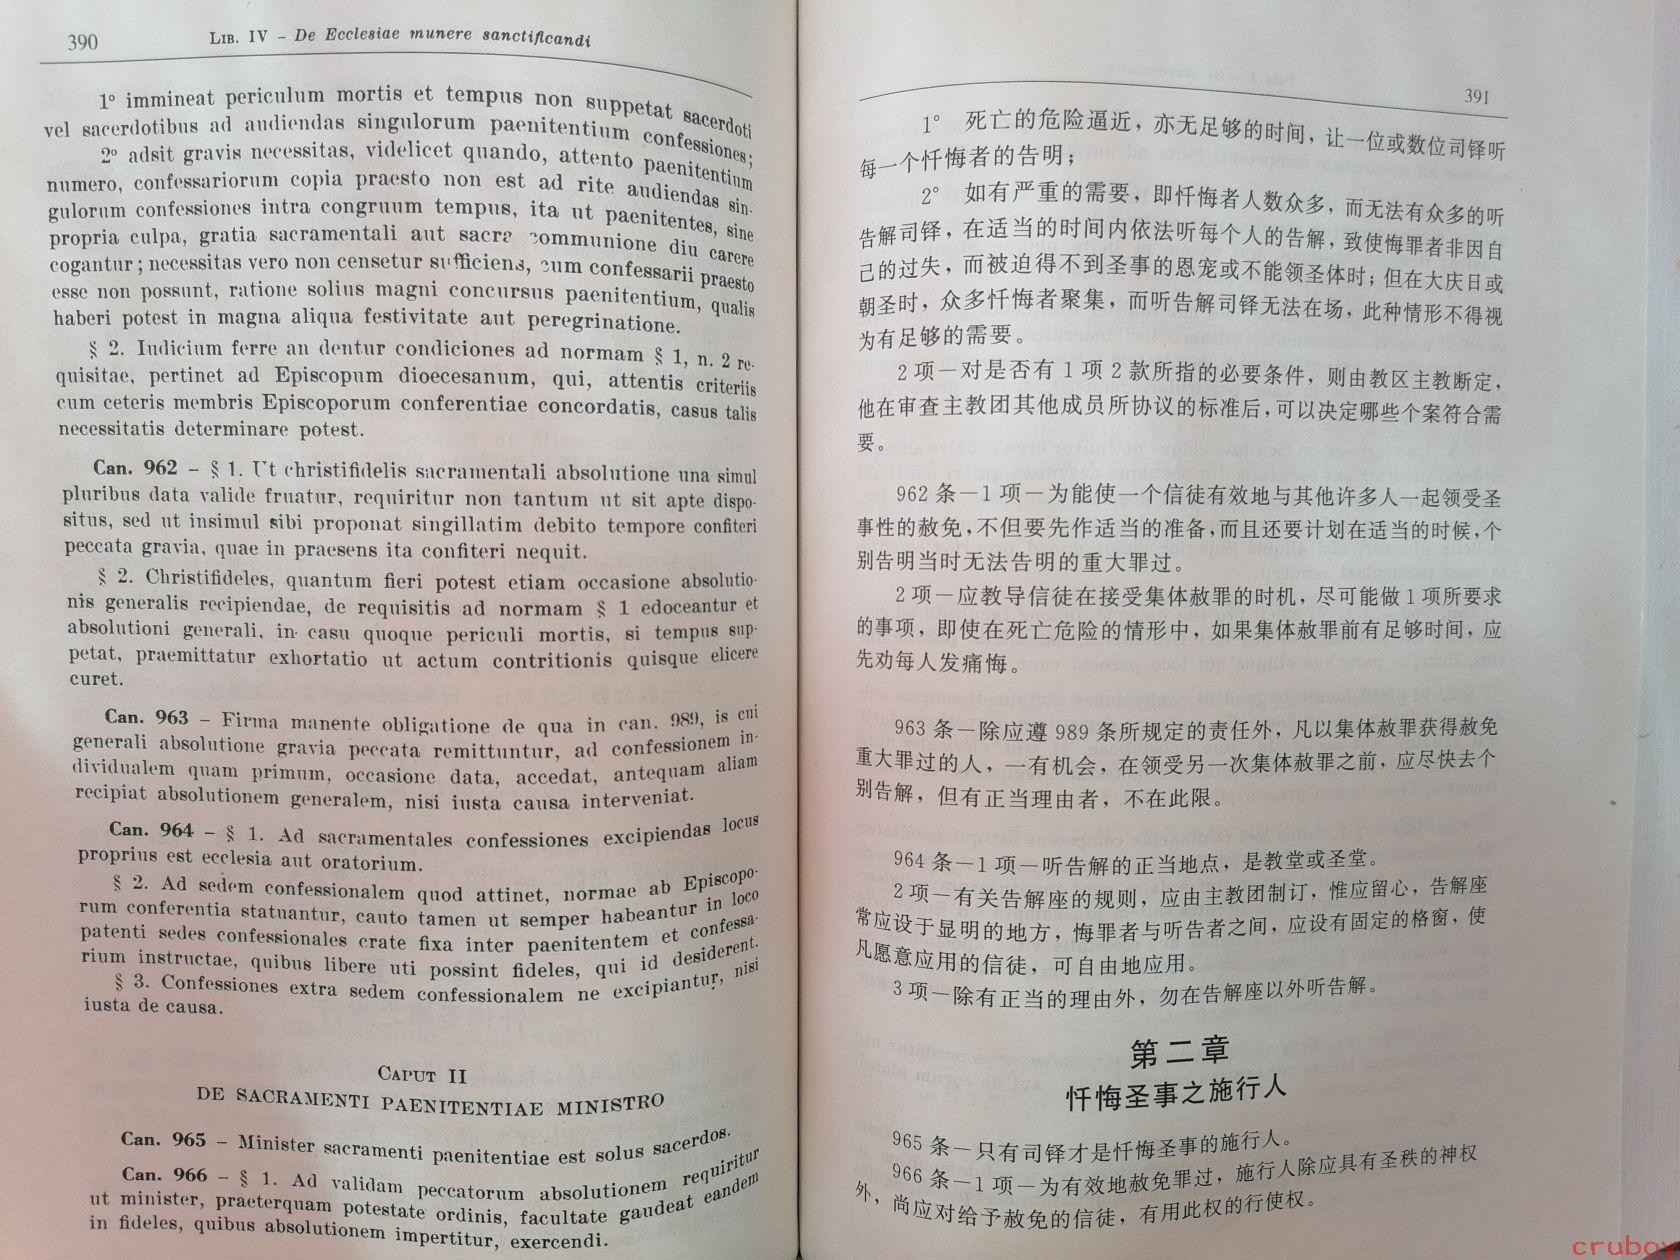 390 LIB. IV – De Ecclesiae munere sanctificandi
1° immineat periculum mortis et tempus non suppetat sacerdoti
vel sacerdotibus ad audiendas singulorum paenitentium confessiones;
2° adsit gravis necessitas, videlicet quando, attento paenitentium
numero, confessariorum copia praesto non est ad rite audiendas sin-
gulorum confessiones intra congruum tempus, ita ut paenitentes, sine
propria culpa, gratia sacramentali aut sacra communione diu carere
cogantur; necessitas vero non censetur sufficiens, cum confessarii praesto
esse non possunt, ratione solius magni concursus paenitentium, qualis
haberi potest in magna aliqua festivitate aut peregrinatione.
§ 2. Iudicium ferre an dentur condiciones ad normam § 1, n. 2 re-
quisitae, pertinet ad Episcopum dioecesanum, qui, attentis criteriis
cum ceteris membris Episcoporum conferentiae concordatis, casus talis
necessitatis determinare potest.
Can. 962 – § 1. Ut christifidelis sacramentali absolutione una simul
pluribus data valide fruatur, requiritur non tantum ut sit apte dispo-
situs, sed ut insimul sibi proponat singillatim debito tempore confiteri
peccata gravia, quae in praesens ita confiteri nequit.
§ 2. Christifideles, quantum fieri potest etiam occasione absolutio-
nis generalis recipiendae, de requisitis ad normam § 1 edoceantur et
absolutioni generali, in casu quoque periculi mortis, si tempus sup-
petat, praemittatur exhortatio ut actum contritionis quisque elicere
curet.
Can. 963 – Firma manente obligatione de qua in can. 989, is cui
generali absolutione gravia peccata remittuntur, ad confessionem in-
dividualem quam primum, occasione data, accedat, antequam aliam
recipiat absolutionem generalem, nisi iusta causa interveniat.
Can. 964 – § 1. Ad sacramentales confessiones excipiendas locus
proprius est ecclesia aut oratorium.
§ 2. Ad sedem confessionalem quod attinet, normae ab Episcopo-
rum conferentia statuantur, cauto tamen ut semper habeantur in loco
patenti sedes confessionales crate fixa inter paenitentem et confessa-
rium instructae, quibus libere uti possint fideles, qui id desiderent.
§ 3. Confessiones extra sedem confessionalem ne excipiantur, nisi
iusta de causa.
CAPUT II
DE SACRAMENTI PAENITENTIAE MINISTRO
Can. 965 – Minister sacramenti paenitentiae est solus sacerdos.
Can. 966 – § 1. Ad validam peccatorum absolutionem requiritur
ut minister, praeterquam potestate ordinis, facultate gaudeat eandem
in fideles, quibus absolutionem impertitur, exercendi.
391
1° 死亡的危险逼近，亦无足够的时间，让一位或数位司铎听
每一个忏悔者的告明；
2° 如有严重的需要，即忏悔者人数众多，而无法有众多的听
告解司铎，在适当的时间内依法听每个人的告解，致使悔罪者非因自
己的过失，而被迫得不到圣事的恩宠或不能领圣体时；但在大庆日或
朝圣时，众多忏悔者聚集，而听告解司铎无法在场，此种情形不得视
为有足够的需要。
2 项－对是否有 1 项 2 款所指的必要条件，则由教区主教断定，
他在审查主教团其他成员所协议的标准后，可以决定哪些个案符合需
要。
962 条－1 项－为能使一个信徒有效地与其他许多人一起领受圣
事性的赦免，不但要先作适当的准备，而且还要计划在适当的时候，个
别告明当时无法告明的重大罪过。
2 项－应教导信徒在接受集体赦罪的时机，尽可能做 1 项所要求
的事项，即使在死亡危险的情形中，如果集体赦罪前有足够时间，应
先劝每人发痛悔。
963 条－除应遵 989 条所规定的责任外，凡以集体赦罪获得赦免
重大罪过的人，一有机会，在领受另一次集体赦罪之前，应尽快去个
别告解，但有正当理由者，不在此限。
964 条－1 项－听告解的正当地点，是教堂或圣堂。
2 项－有关告解座的规则，应由主教团制订，惟应留心，告解座
常应设于显明的地方，悔罪者与听告者之间，应设有固定的格窗，使
凡愿意应用的信徒，可自由地应用。
3 项－除有正当的理由外，勿在告解座以外听告解。
第二章
忏悔圣事之施行人
965 条－只有司铎才是忏悔圣事的施行人。
966 条－1 项－为有效地赦免罪过，施行人除应具有圣秩的神权
外，尚应对给予赦免的信徒，有用此权的行使权。
crubox